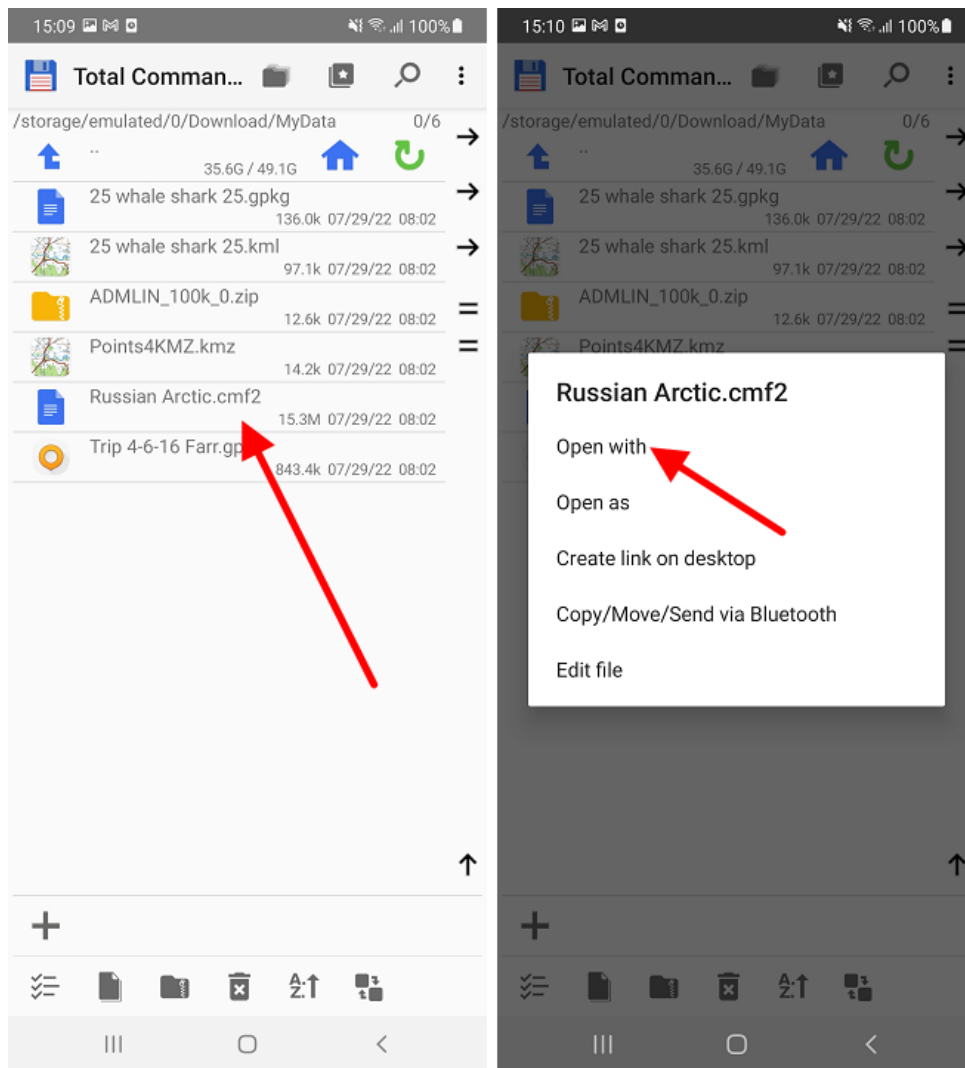 15:09
100%
Total Comman...
/storage/emulated/0/Download/MyData 0/6
..
35.6G / 49.1G
25 whale shark 25.gpkg
136.0k 07/29/22 08:02
25 whale shark 25.kml
97.1k 07/29/22 08:02
ADMLIN_100k_0.zip
12.6k 07/29/22 08:02
Points4KMZ.kmz
14.2k 07/29/22 08:02
Russian Arctic.cmf2
15.3M 07/29/22 08:02
Trip 4-6-16 Farr.gp
843.4k 07/29/22 08:02
A
Z
15:10
100%
Total Comman...
/storage/emulated/0/Download/MyData 0/6
..
35.6G / 49.1G
25 whale shark 25.gpkg
136.0k 07/29/22 08:02
25 whale shark 25.kml
97.1k 07/29/22 08:02
ADMLIN_100k_0.zip
12.6k 07/29/22 08:02
Points4KMZ.kmz
Russian Arctic.cmf2
Open with
Open as
Create link on desktop
Copy/Move/Send via Bluetooth
Edit file
A
Z